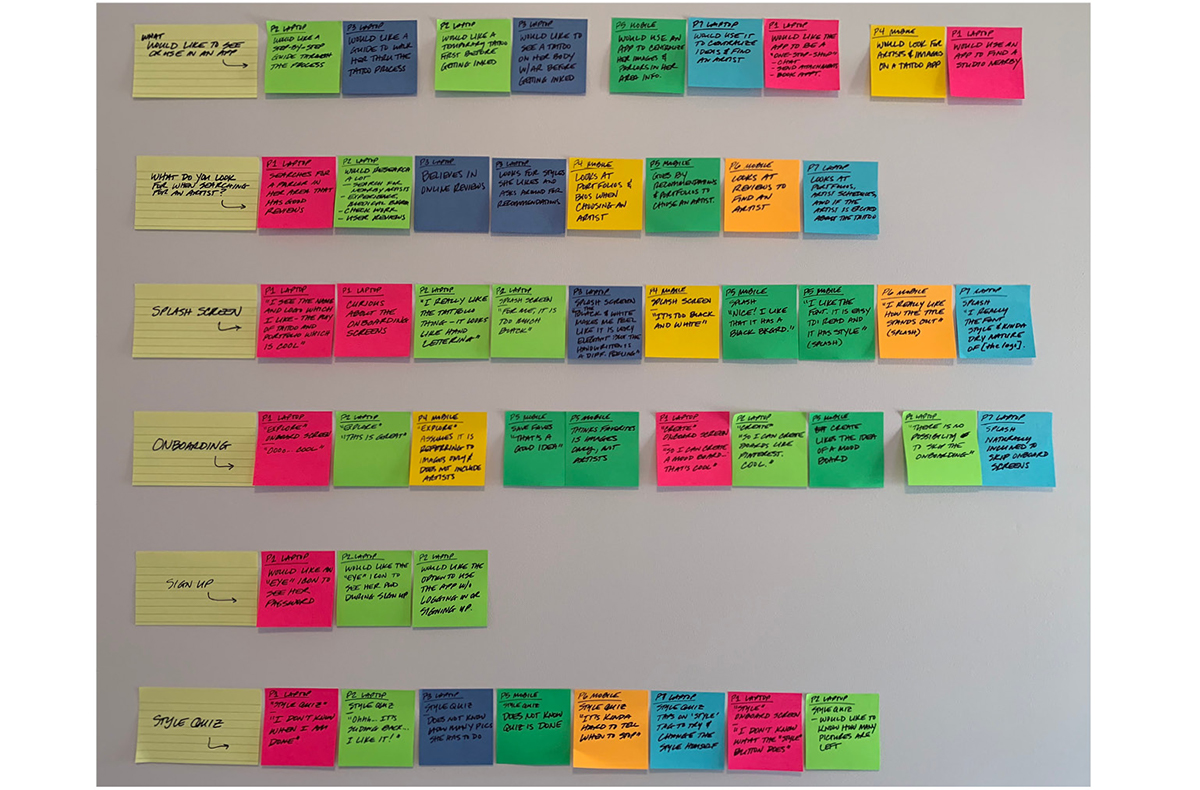 WHAT
WOULD LIKE TO SEE
OR USE IN AN APP
P2 LAPTOP
WOULD LIKE A
STEP-BY-STEP
GUIDE THROUGH
THE PROCESS
P3 LAPTOP
WOULD LIKE A
GUIDE TO WALK
HER THRU THE
TATTOO PROCESS
P2 LAPTOP
WOULD LIKE A
TEMPORARY TATTOO
FIRST BEFORE
GETTING INKED
P3 LAPTOP
WOULD LIKE TO
SEE A TATTOO
ON HER BODY
W/AR BEFORE
GETTING INKED
P5 MOBILE
WOULD USE AN
APP TO CENTRALIZE
HER IMAGES &
PARLORS IN HER
AREA INFO.
P7 LAPTOP
WOULD USE IT
TO CENTRALIZE
IDEAS & FIND
AN ARTIST
P1 LAPTOP
WOULD LIKE THE
APP TO BE A
"ONE-STOP-SHOP"
- CHAT
- SEND ATTACHMENTS
- BOOK APPT.
P4 MOBILE
WOULD LOOK FOR
ARTISTS &
ON A TATTOO APP
P1 LAPTOP
WOULD USE
AN APP TO FIND A
STUDIO NEARBY
WHAT DO YOU LOOK
FOR WHEN SEARCHING
FOR AN ARTIST?
P1 LAPTOP
SEARCHES FOR
A PARLOR IN
HER AREA THAT
HAS GOOD
REVIEWS
P2 LAPTOP
WOULD RESEARCH
A LOT
- SEARCH FOR
NEARBY ARTISTS
- EXPERIENCE
- CHECK WORK
- USER REVIEWS
P3 LAPTOP
BELIEVES IN
ONLINE REVIEWS
P3 LAPTOP
LOOKS FOR STYLES
SHE LIKES AND
ASKS AROUND FOR
RECOMMENDATIONS
P4 MOBILE
LOOKS AT
PORTFOLIOS &
BIOS WHEN
CHOOSING AN
ARTIST
P5 MOBILE
GOES BY
RECOMMENDATIONS
& PORTFOLIO TO
CHOOSE AN ARTIST.
P6 MOBILE
LOOKS AT
REVIEWS TO
FIND AN
ARTIST
P7 LAPTOP
LOOKS AT
PORTFOLIOS,
ARTIST SCHEDULES,
AND IF THE
ARTIST IS EXCITED
ABOUT THE TATTOO
SPLASH SCREEN
P1 LAPTOP
"I SEE THE NAME
AND LOGO WHICH
I LIKE - THE MIX
OF TATTOO AND
PORTFOLIO WHICH
IS COOL"
P1 LAPTOP
CURIOUS
ABOUT THE
ONBOARDING
SCREENS
P2 LAPTOP
"I REALLY LIKE
THE TATTOOLIO
THING - IT LOOKS
LIKE HAND
LETTERING"
P2 LAPTOP
SPLASH SCREEN
"FOR ME, IT IS
TOO MUCH
BLACK."
P3 LAPTOP
SPLASH SCREEN
"BLACK & WHITE
MAKES ME FEEL
LIKE IT IS VERY
ELEGANT BUT THE
HANDWRITTEN IS
A DIFF. FEELING"
P4 MOBILE
SPLASH SCREEN
"IT'S TOO BLACK
AND WHITE"
P5 MOBILE
SPLASH
"NICE! I LIKE
THAT IT HAS A
BLACK BKGRD."
P5 MOBILE
"I LIKE THE
FONT. IT IS EASY
TO READ AND
IT HAS STYLE"
(SPLASH)
P6 MOBILE
"I REALLY LIKE
HOW THE TITLE
STANDS OUT"
(SPLASH)
P7 LAPTOP
SPLASH
"I REALLY
THE FONT
STYLE & KINDA
DRY NATURE
OF [the logo].
ONBOARDING
P1 LAPTOP
"EXPLORE"
ONBOARD SCREEN
"OOO.. COOL"
P2 LAPTOP
"EXPLORE"
"THIS IS GREAT"
P4 MOBILE
"EXPLORE"
ASSUMES IT IS
REFERRING TO
IMAGES ONLY &
DOES NOT INCLUDE
ARTISTS
P5 MOBILE
SAVE FAVES
"THAT'S A
GOOD IDEA"
P5 MOBILE
THINKS FAVORITES
IS IMAGES
ONLY, NOT
ARTISTS
P1 LAPTOP
"CREATE"
ONBOARD SCREEN
"SO I CAN CREATE
A MOOD BOARD..
THAT'S COOL"
P2 LAPTOP
"CREATE"
"SO I CAN CREATE
BOARDS LIKE
PINTEREST.
COOL."
P5 MOBILE
CREATE
LIKES THE IDEA
OF A MOOD
BOARD
P2 LAPTOP
"THERE IS NO
POSSIBILITY
TO SKIP THE
ONBOARDING."
P7 LAPTOP
SPLASH
NATURALLY
INCLINED TO
SKIP ONBOARD
SCREENS
SIGN UP
P1 LAPTOP
WOULD LIKE AN
"EYE" ICON TO
SEE HER
PASSWORD
P2 LAPTOP
WOULD LIKE THE
"EYE" ICON TO
SEE HER PWD
DURING SIGN UP
P2 LAPTOP
WOULD LIKE THE
OPTION TO USE
THE APP W/O
LOGGING IN OR
SIGNING UP.
STYLE QUIZ
P1 LAPTOP
"STYLE QUIZ"
"I DON'T KNOW
WHEN I AM
DONE"
P2 LAPTOP
STYLE QUIZ
"OHH.. IT'S
SLIDING BACK...
I LIKE IT!"
P3 LAPTOP
STYLE QUIZ
DOES NOT KNOW
HOW MANY PICS
SHE HAS TO DO
P5 MOBILE
STYLE QUIZ
DOES NOT KNOW
QUIZ IS DONE
P6 MOBILE
STYLE QUIZ
"IT'S KINDA
HARD TO TELL
WHEN TO STOP"
P7 LAPTOP
STYLE QUIZ
TAPS ON "STYLE"
TAG TO TRY &
CHANGE THE
STYLE HIMSELF
P1 LAPTOP
"STYLE"
ONBOARD SCREEN
"I DON'T KNOW
WHAT THE "STYLE"
BUTTON DOES"
P2 LAPTOP
STYLE QUIZ
- WOULD LIKE TO
KNOW HOW MANY
PICTURES ARE
LEFT